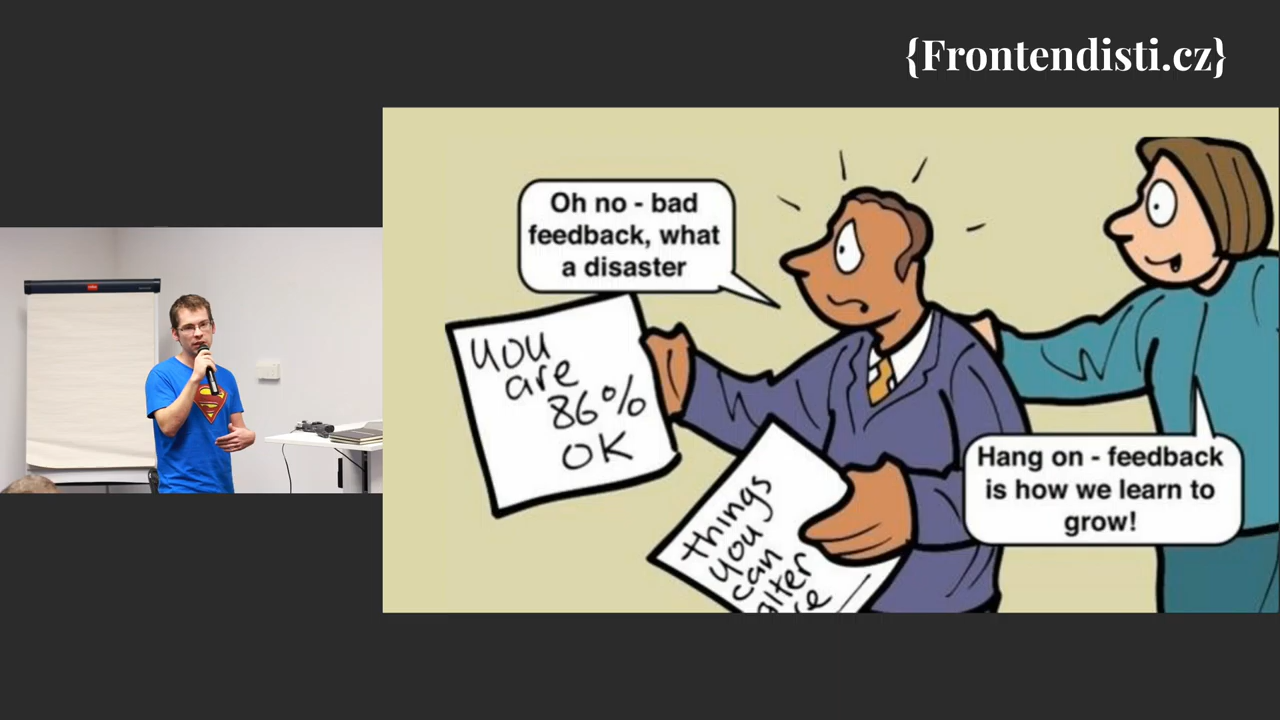 {Frontendisti.cz}
Oh no - bad
feedback, what
a disaster
you
are
86%
OK
things
you
can
alter
Hang on - feedback
is how we learn to
grow!